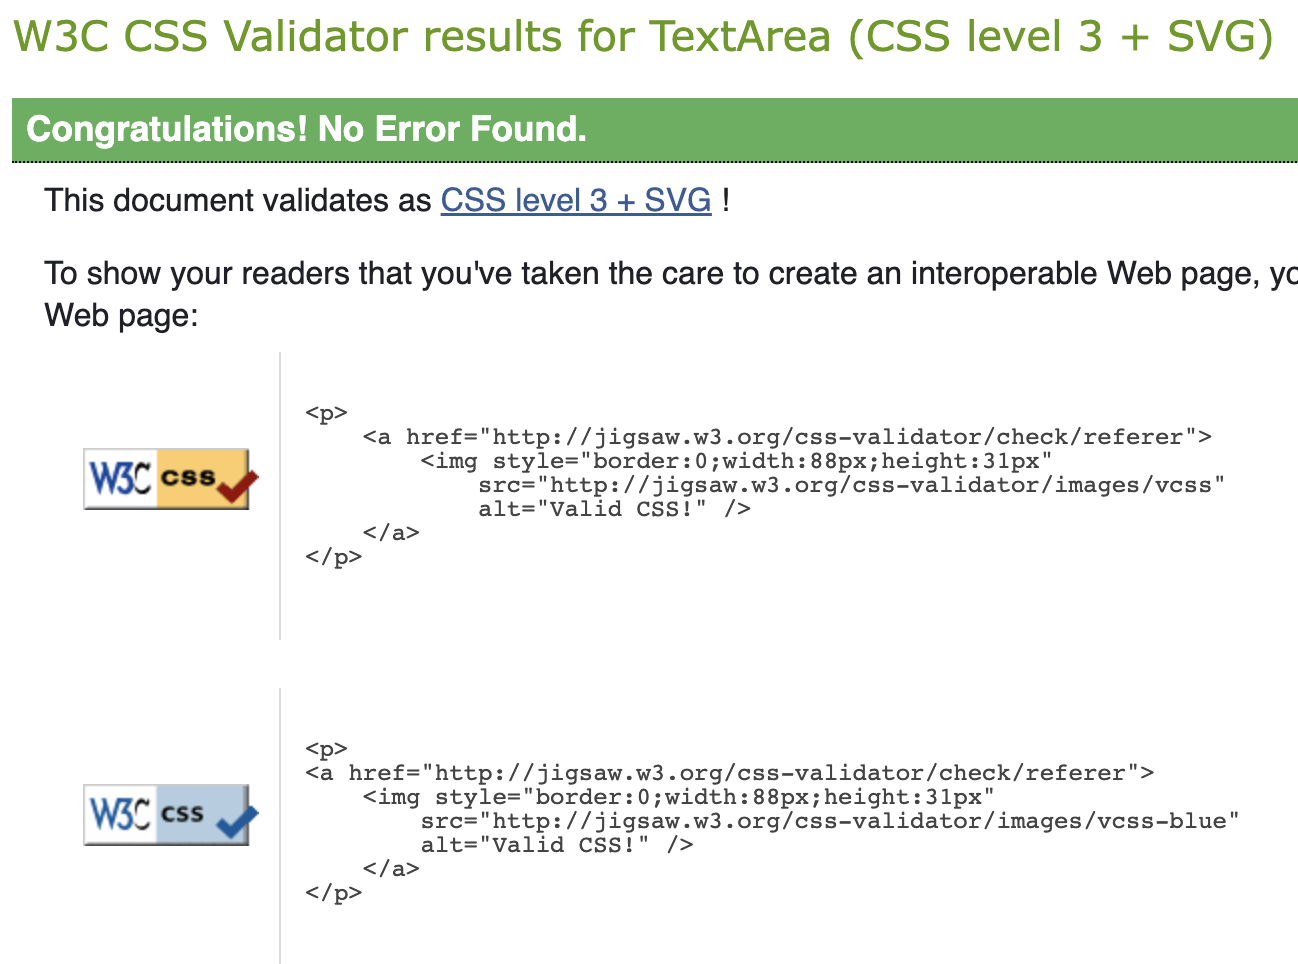 W3C CSS Validator results for TextArea (CSS level 3 + SVG)
Congratulations! No Error Found.
This document validates as CSS level 3 + SVG !
To show your readers that you've taken the care to create an interoperable Web page,
Web page:
W3C css
<p>
    <a href="http://jigsaw.w3.org/css-validator/check/referer">
        <img style="border:0;width:88px;height:31px"
            src="http://jigsaw.w3.org/css-validator/images/vcss"
            alt="Valid CSS!" />
    </a>
</p>
W3C css
<p>
<a href="http://jigsaw.w3.org/css-validator/check/referer">
    <img style="border:0;width:88px;height:31px"
        src="http://jigsaw.w3.org/css-validator/images/vcss-blue"
        alt="Valid CSS!" />
    </a>
</p>